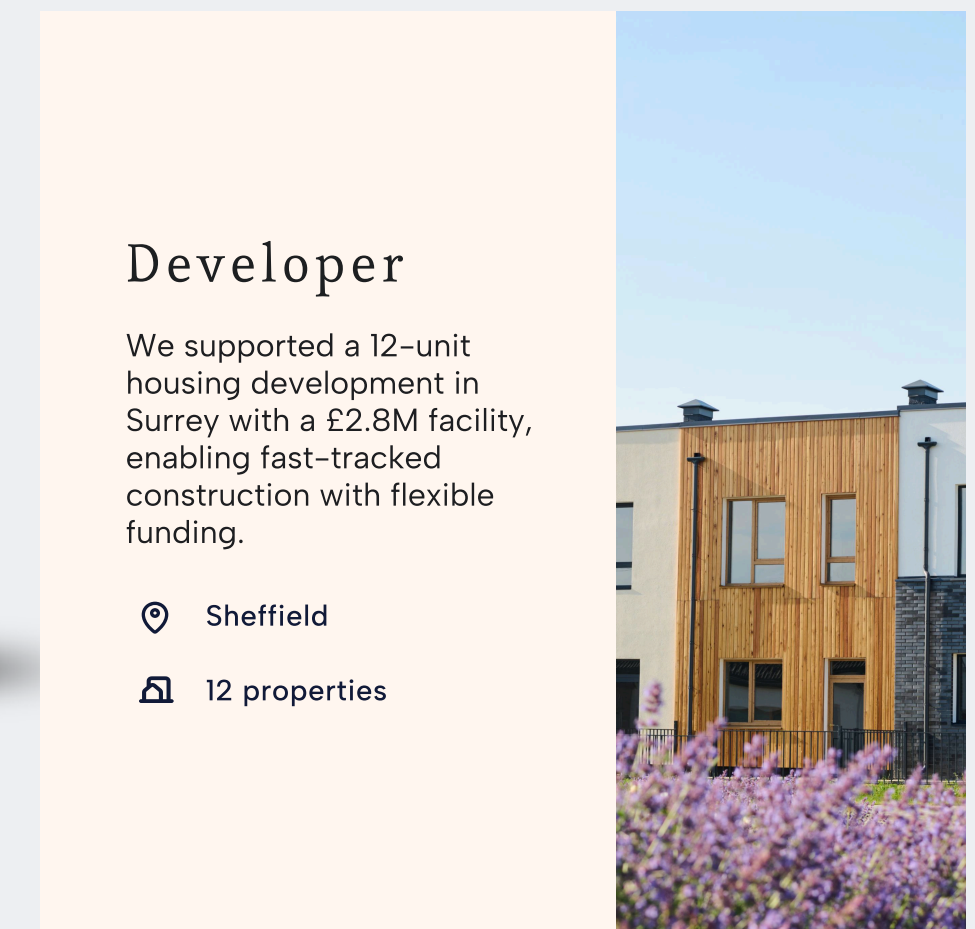 Developer
We supported a 12-unit
housing development in
Surrey with a £2.8M facility,
enabling fast-tracked
construction with flexible
funding.
Sheffield
12 properties